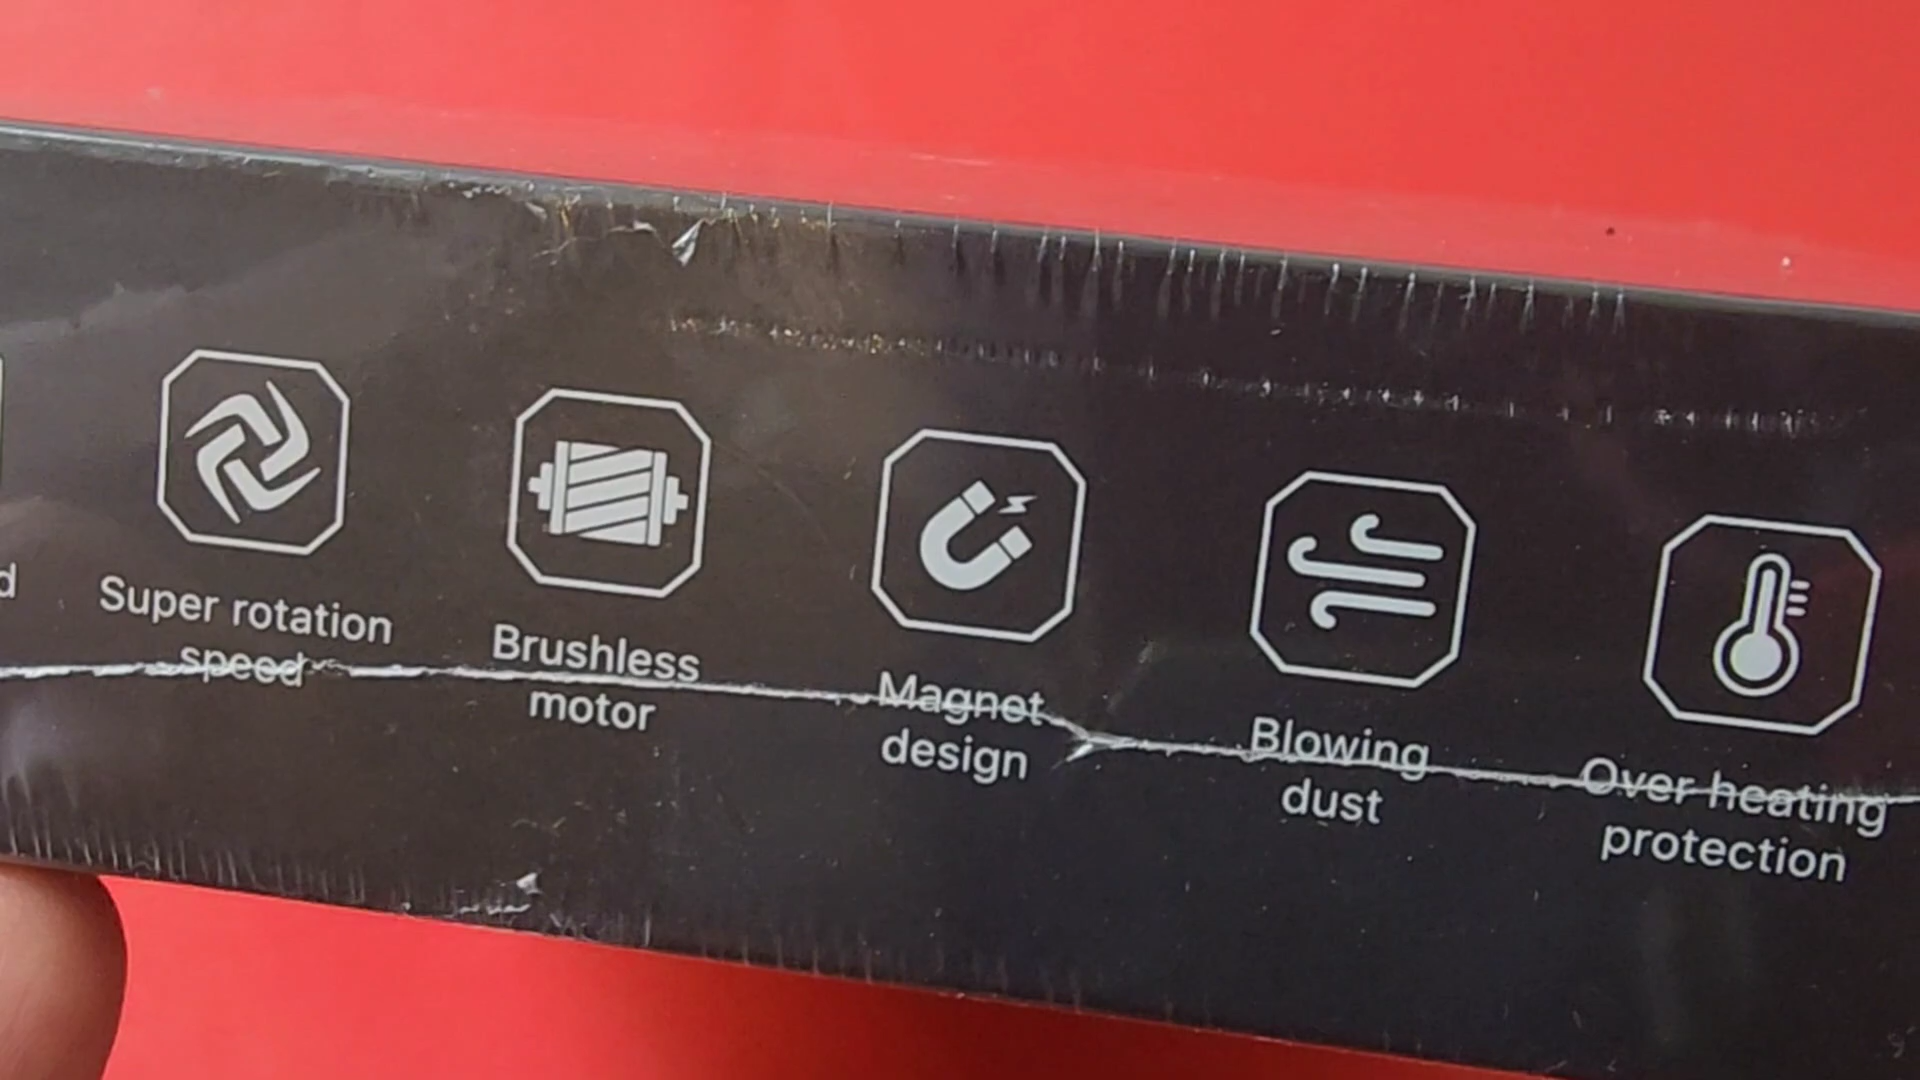 Super rotation
speed
Brushless
motor
Magnet
design
Blowing
dust
Over heating
protection